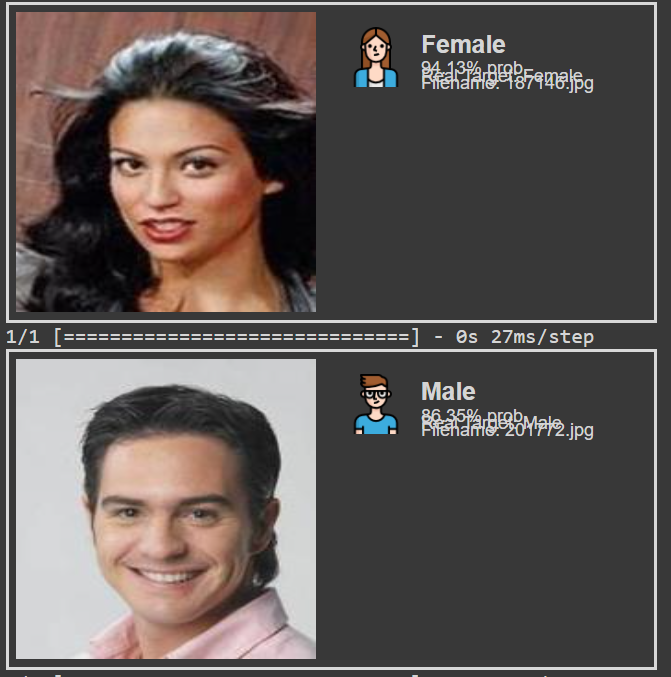 Female
94.13% prob.
Real Target: Female
Filename: 187146.jpg
1/1 [==============================] - 0s 27ms/step
Male
86.35% prob.
Real Target: Male
Filename: 201772.jpg